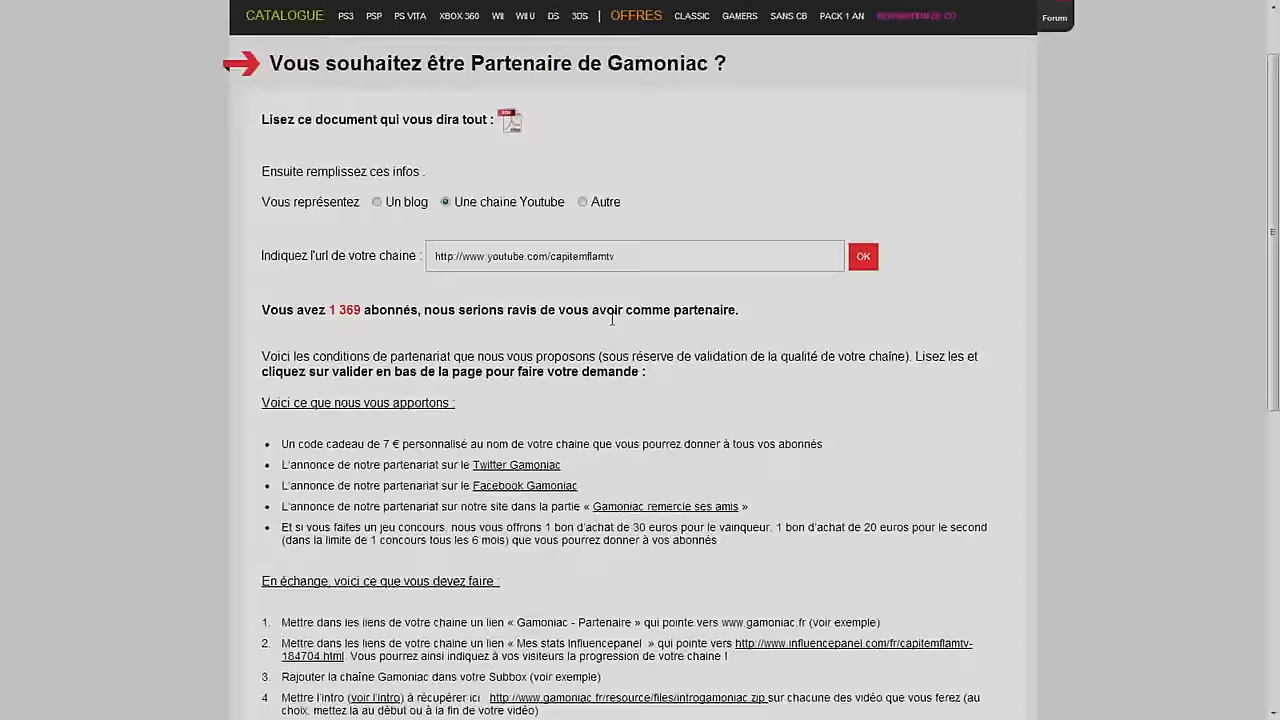 CATALOGUE PS3 PSP PS VITA XBOX 360 WII WII U DS 3DS | OFFRES CLASSIC GAMERS SANS CB PACK 1 AN
Forum
Vous souhaitez être Partenaire de Gamoniac ?
Lisez ce document qui vous dira tout :
Ensuite remplissez ces infos :
Vous représentez Un blog Une chaine Youtube Autre
Indiquez l'url de votre chaine : http://www.youtube.com/capitemflamtv OK
Vous avez 1 369 abonnés, nous serions ravis de vous avoir comme partenaire.
Voici les conditions de partenariat que nous vous proposons (sous réserve de validation de la qualité de votre chaîne). Lisez les et
cliquez sur valider en bas de la page pour faire votre demande :
Voici ce que nous vous apportons :
• Un code cadeau de 7 € personnalisé au nom de votre chaine que vous pourrez donner à tous vos abonnés
• L'annonce de notre partenariat sur le Twitter Gamoniac
• L'annonce de notre partenariat sur le Facebook Gamoniac
• L'annonce de notre partenariat sur notre site dans la partie « Gamoniac remercie ses amis »
• Et si vous faites un jeu concours, nous vous offrons 1 bon d'achat de 30 euros pour le vainqueur, 1 bon d'achat de 20 euros pour le second
(dans la limite de 1 concours tous les 6 mois) que vous pourrez donner à vos abonnés
En échange, voici ce que vous devez faire :
1. Mettre dans les liens de votre chaine un lien « Gamoniac - Partenaire » qui pointe vers www.gamoniac.fr (voir exemple)
2. Mettre dans les liens de votre chaine un lien « Mes stats Influencepanel » qui pointe vers http://www.influencepanel.com/fr/capitemflamtv-
184704.html. Vous pourrez ainsi indiquez à vos visiteurs la progression de votre chaine !
3. Rajouter la chaîne Gamoniac dans votre Subbox (voir exemple)
4. Mettre l'intro (voir l'intro) à récupérer ici : http://www.gamoniac.fr/resource/files/introgamoniac.zip sur chacune des vidéo que vous ferez (au
choix, mettez la au début ou à la fin de votre vidéo)